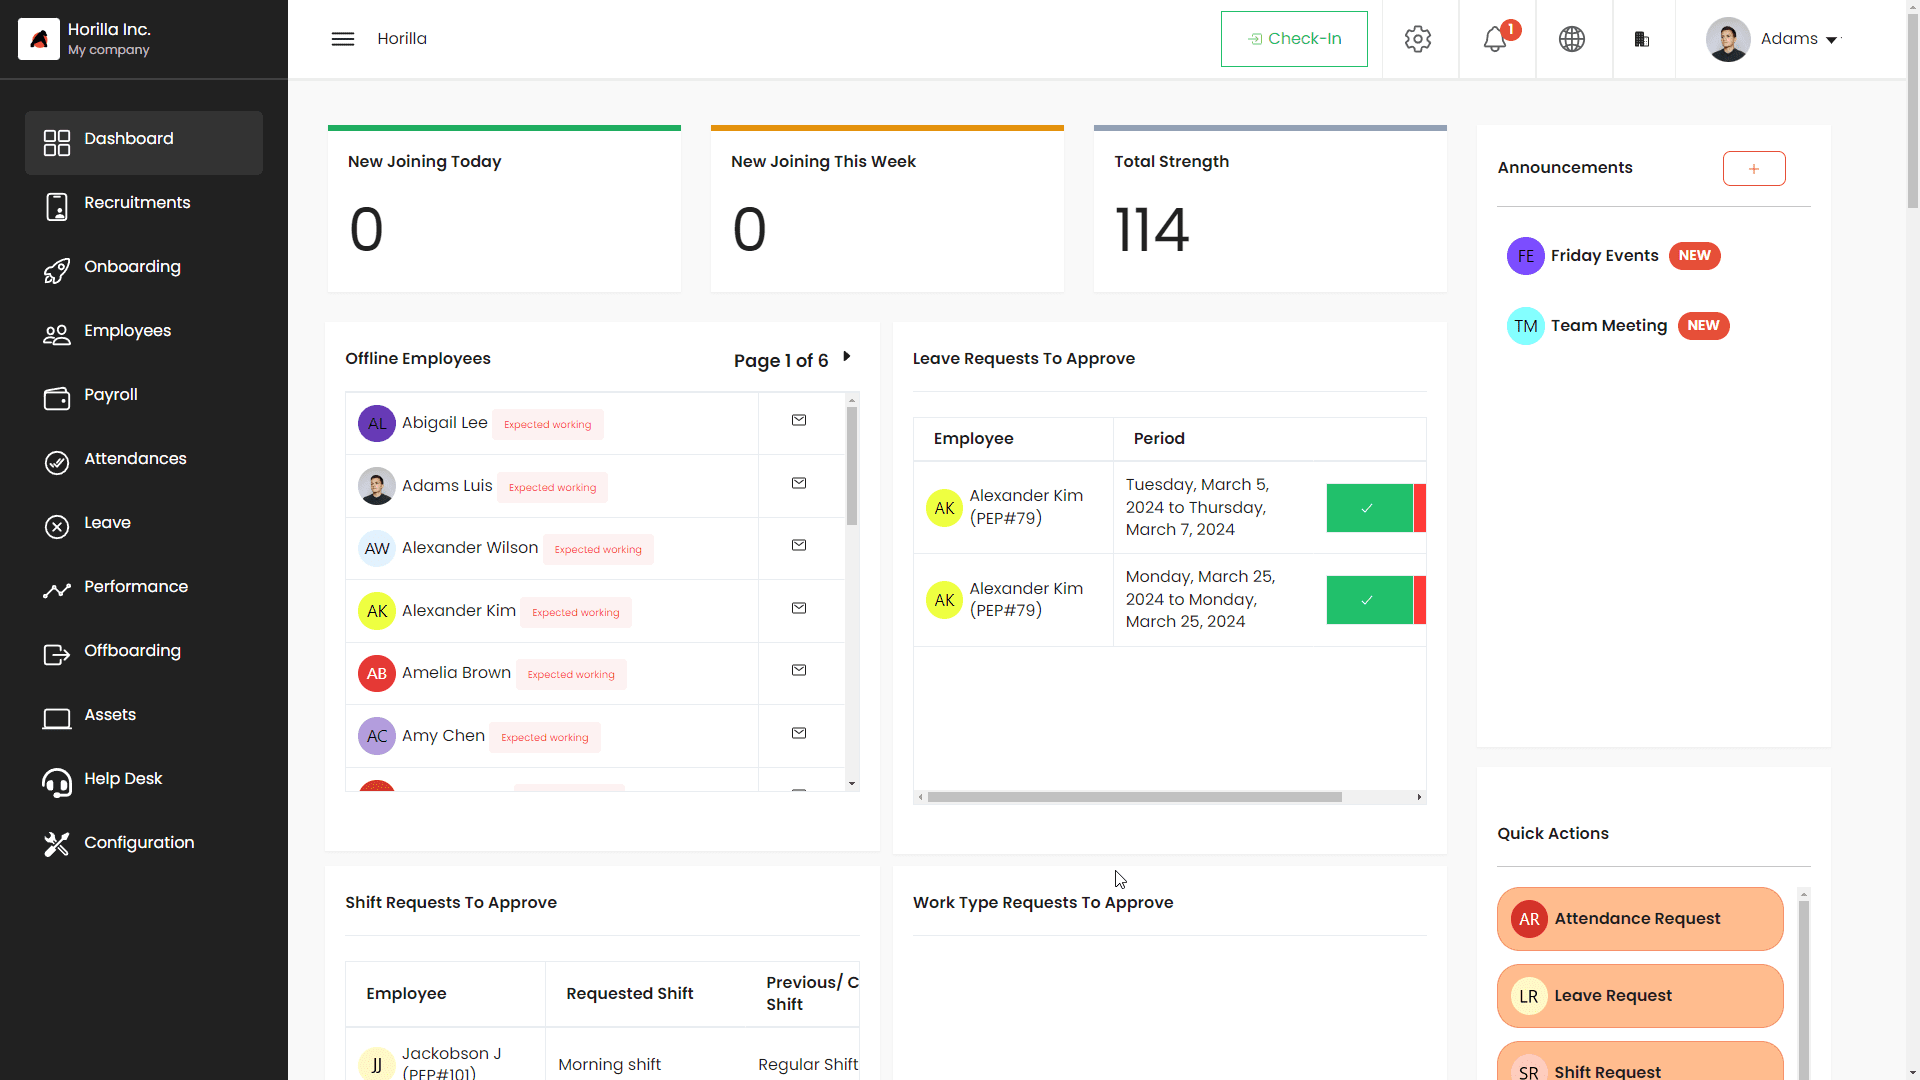 Horilla Inc.
My company
Horilla
Check-In
1
Adams
Dashboard
Recruitments
Onboarding
Employees
Payroll
Attendances
Leave
Performance
Offboarding
Assets
Help Desk
Configuration
New Joining Today
0
New Joining This Week
0
Total Strength
114
Announcements
+
FE Friday Events NEW
TM Team Meeting NEW
Offline Employees
Page 1 of 6
AL Abigail Lee Expected working
Adams Luis Expected working
AW Alexander Wilson Expected working
AK Alexander Kim Expected working
AB Amelia Brown Expected working
AC Amy Chen Expected working
Leave Requests To Approve
Employee Period
AK Alexander Kim
(PEP#79)
Tuesday, March 5,
2024 to Thursday,
March 7, 2024
AK Alexander Kim
(PEP#79)
Monday, March 25,
2024 to Monday,
March 25, 2024
Shift Requests To Approve
Employee Requested Shift
Previous/ C
Shift
JJ Jackobson J
(PEP#101)
Morning shift Regular Shift
Work Type Requests To Approve
Quick Actions
AR Attendance Request
LR Leave Request
SR Shift Request